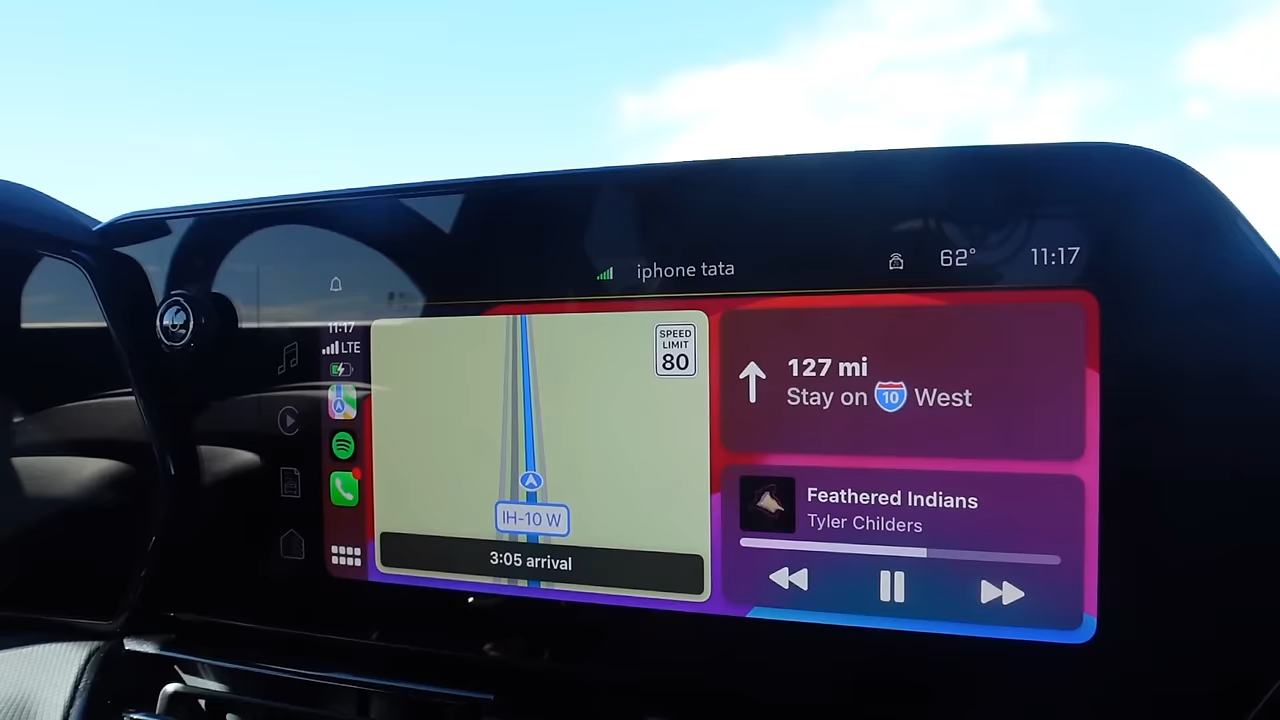 iphone tata
62°
11:17
11:17
LTE
SPEED
LIMIT
80
IH-10 W
3:05 arrival
127 mi
Stay on 10 West
Feathered Indians
Tyler Childers